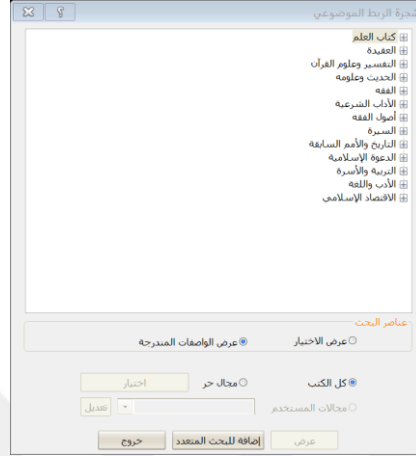 شجرة الربط الموضوعي
كتاب العلم
العقيدة
التفسير وعلوم القرآن
الحديث وعلومه
الفقه
الآداب الشرعية
أصول الفقه
السيرة
التاريخ والأمم السابقة
الدعوة الإسلامية
التربية والأسرة
الأدب واللغة
الاقتصاد الإسلامي
عناصر البحث
عرض الاختيار عرض الواصفات المندرجة
كل الكتب مجال حر اختيار
مجالات المستخدم تعديل
عرض إضافة للبحث المتعدد خروج